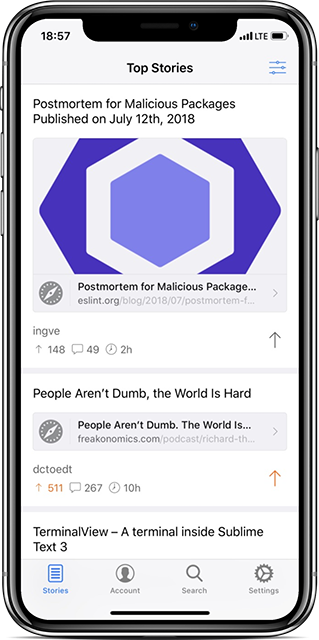 18:57
LTE
Top Stories
Postmortem for Malicious Packages
Published on July 12th, 2018
Postmortem for Malicious Package...
eslint.org/blog/2018/07/postmortem-f...
ingve
148 49 2h
People Aren’t Dumb, the World Is Hard
People Aren’t Dumb. The World Is...
freakonomics.com/podcast/richard-th...
dctoedt
511 267 10h
TerminalView – A terminal inside Sublime
Text 3
Stories Account Search Settings